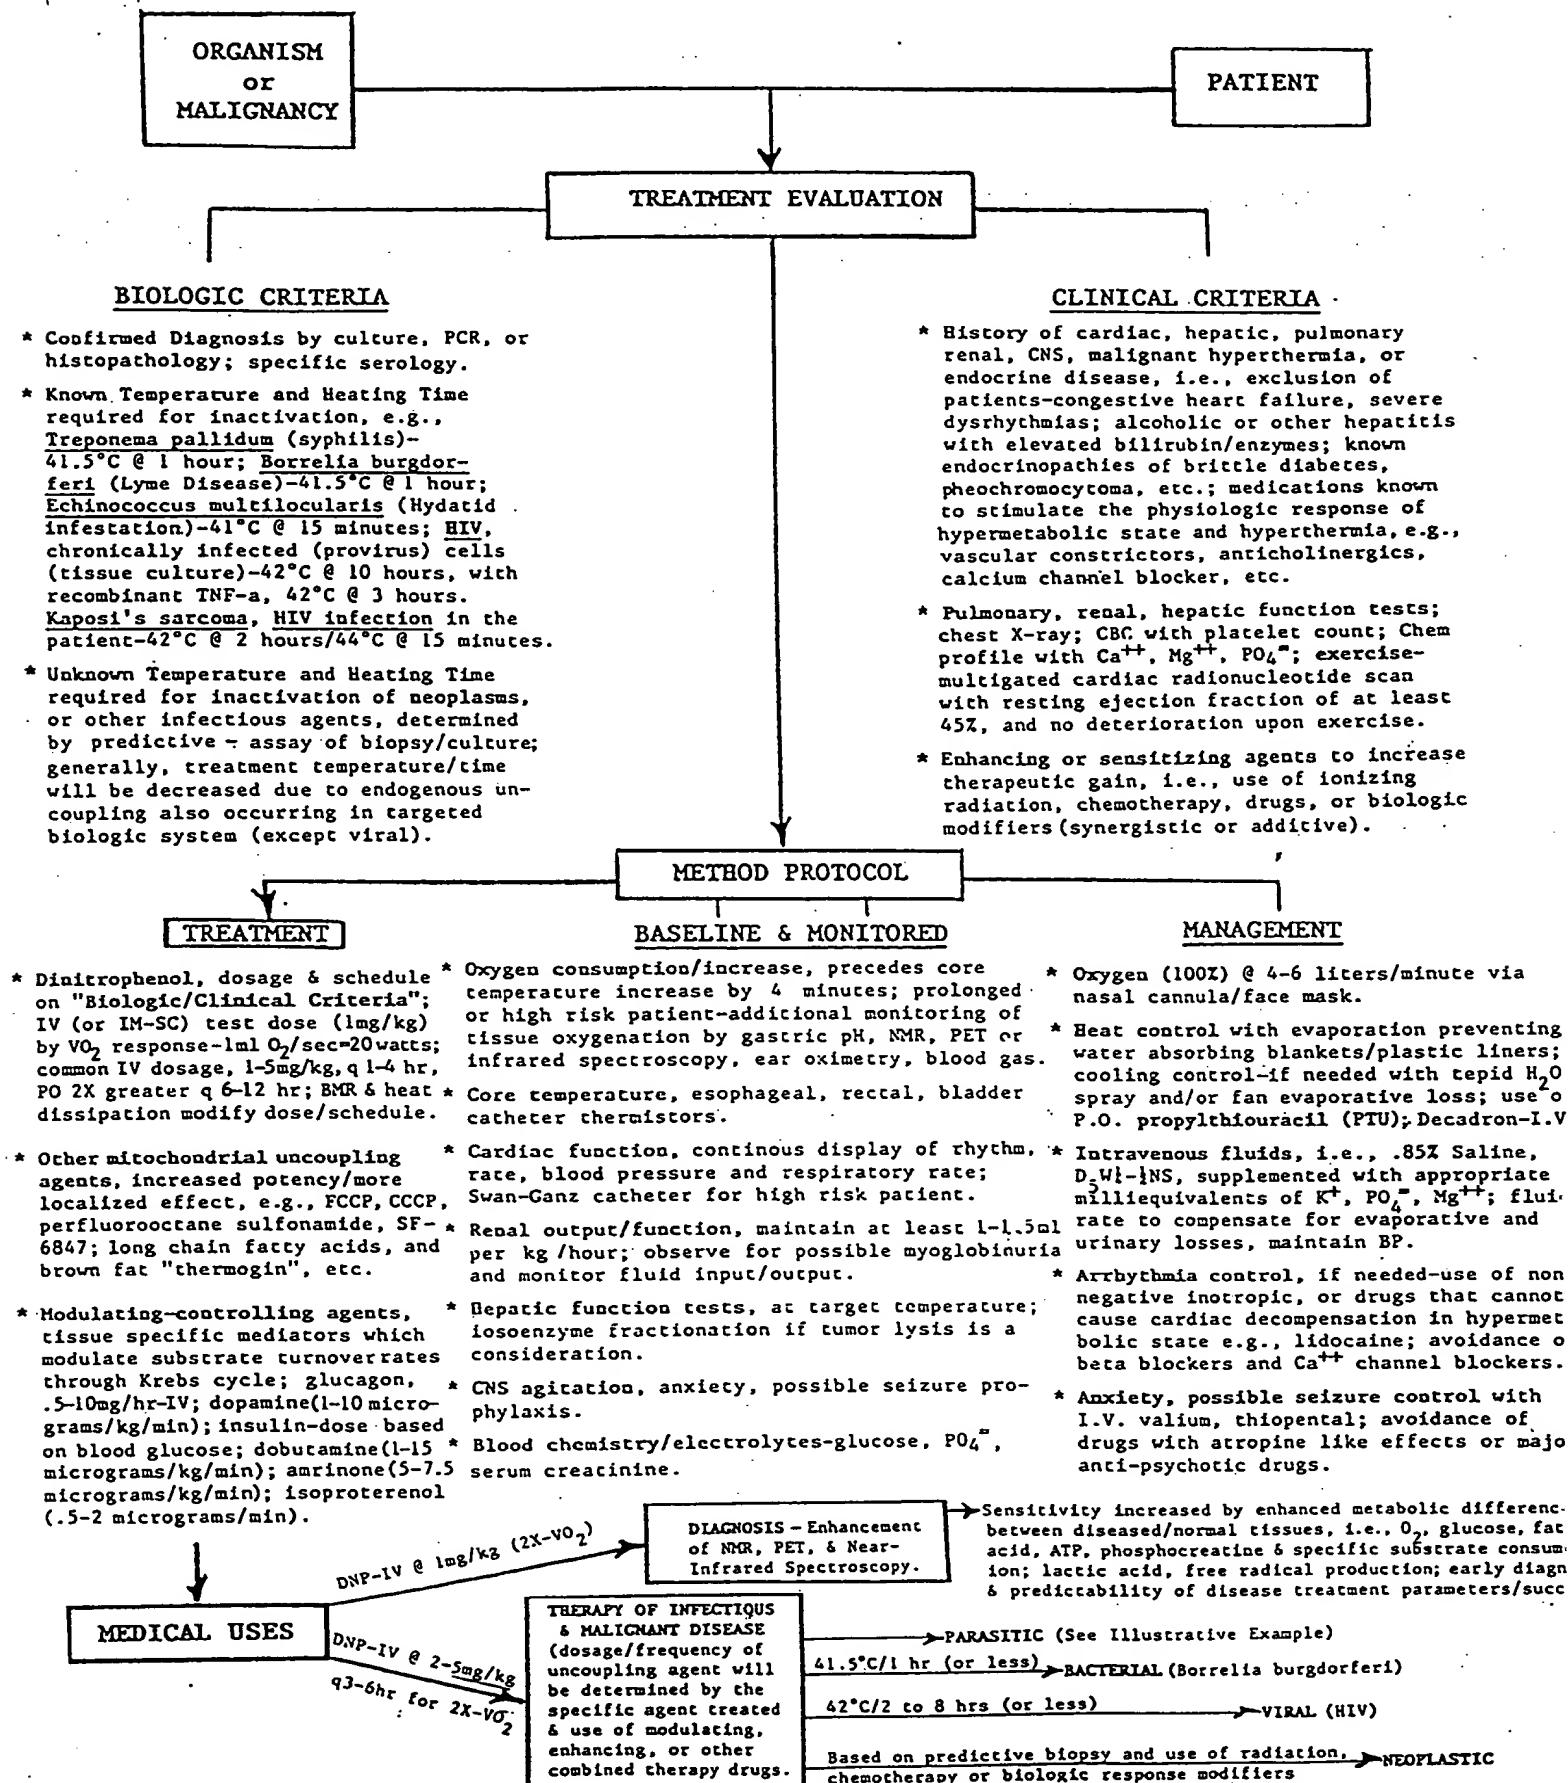 ORGANISM
or
MALIGNANCY
PATIENT
TREATMENT EVALUATION
BIOLOGIC CRITERIA
* Confirmed Diagnosis by culture, PCR, or
histopathology; specific serology.
* Known Temperature and Heating Time
required for inactivation, e.g.,
Treponema pallidum (syphilis)-
41.5°C @ 1 hour; Borrelia burgdor-
feri (Lyme Disease)-41.5°C @ 1 hour;
Echinococcus multilocularis (Hydatid
infestation)-41°C @ 15 minutes; HIV,
chronically infected (provirus) cells
(tissue culture)-42°C @ 10 hours, with
recombinant TNF-a, 42°C @ 3 hours.
Kaposi's sarcoma, HIV infection in the
patient-42°C @ 2 hours/44°C @ 15 minutes.
* Unknown Temperature and Heating Time
required for inactivation of neoplasms,
or other infectious agents, determined
by predictive - assay of biopsy/culture;
generally, treatment temperature/time
will be decreased due to endogenous un-
coupling also occurring in targeted
biologic system (except viral).
CLINICAL CRITERIA
* History of cardiac, hepatic, pulmonary
renal, CNS, malignant hyperthermia, or
endocrine disease, i.e., exclusion of
patients-congestive heart failure, severe
dysrhythmias; alcoholic or other hepatitis
with elevated bilirubin/enzymes; known
endocrinopathies of brittle diabetes,
pheochromocytoma, etc.; medications known
to stimulate the physiologic response of
hypermetabolic state and hyperthermia, e.g.,
vascular constrictors, anticholinergics,
calcium channel blocker, etc.
* Pulmonary, renal, hepatic function tests;
chest X-ray; CBC with platelet count; Chem
profile with Ca++, Mg++, PO4=; exercise-
multigated cardiac radionucleotide scan
with resting ejection fraction of at least
45%, and no deterioration upon exercise.
* Enhancing or sensitizing agents to increase
therapeutic gain, i.e., use of ionizing
radiation, chemotherapy, drugs, or biologic
modifiers (synergistic or additive).
METHOD PROTOCOL
TREATMENT
* Dinitrophenol, dosage & schedule
on "Biologic/Clinical Criteria";
IV (or IM-SC) test dose (1mg/kg)
by VO2 response-1ml O2/sec=20watts;
common IV dosage, 1-5mg/kg, q 1-4 hr,
PO 2X greater q 6-12 hr; BMR & heat
dissipation modify dose/schedule.
* Other mitochondrial uncoupling
agents, increased potency/more
localized effect, e.g., FCCP, CCCP,
perfluorooctane sulfonamide, SF-
6847; long chain fatty acids, and
brown fat "thermogin", etc.
* Modulating-controlling agents,
tissue specific mediators which
modulate substrate turnover rates
through Krebs cycle; glucagon,
.5-10mg/hr-IV; dopamine(1-10 micro-
grams/kg/min); insulin-dose based
on blood glucose; dobutamine(1-15
micrograms/kg/min); amrinone(5-7.5
micrograms/kg/min); isoproterenol
(.5-2 micrograms/min).
BASELINE & MONITORED
* Oxygen consumption/increase, precedes core
temperature increase by 4 minutes; prolonged
or high risk patient-additional monitoring of
tissue oxygenation by gastric pH, NMR, PET or
infrared spectroscopy, ear oximetry, blood gas.
* Core temperature, esophageal, rectal, bladder
catheter thermistors.
* Cardiac function, continous display of rhythm,
rate, blood pressure and respiratory rate;
Swan-Ganz catheter for high risk patient.
* Renal output/function, maintain at least 1-1.5ml
per kg /hour; observe for possible myoglobinuria
and monitor fluid input/output.
* Hepatic function tests, at target temperature;
iosoenzyme fractionation if tumor lysis is a
consideration.
* CNS agitation, anxiety, possible seizure pro-
phylaxis.
* Blood chemistry/electrolytes-glucose, PO4=,
serum creatinine.
MANAGEMENT
* Oxygen (100%) @ 4-6 liters/minute via
nasal cannula/face mask.
* Heat control with evaporation preventing
water absorbing blankets/plastic liners;
cooling control-if needed with tepid H2O
spray and/or fan evaporative loss; use o
P.O. propylthiouracil (PTU); Decadron-I.V
* Intravenous fluids, i.e., .85% Saline,
supplemented with appropriate
milliequivalents of K+, PO4=, Mg++; flui
rate to compensate for evaporative and
urinary losses, maintain BP.
* Arrhythmia control, if needed-use of non
negative inotropic, or drugs that cannot
cause cardiac decompensation in hypermet
bolic state e.g., lidocaine; avoidance o
beta blockers and Ca++ channel blockers.
* Anxiety, possible seizure control with
I.V. valium, thiopental; avoidance of
drugs with atropine like effects or majo
anti-psychotic drugs.
MEDICAL USES
DNP-IV @ 1mg/kg (2X-VO2)
DIAGNOSIS - Enhancement
of NMR, PET, & Near-
Infrared Spectroscopy.
Sensitivity increased by enhanced metabolic differenc
between diseased/normal tissues, i.e., O2, glucose, fat
acid, ATP, phosphocreatine & specific substrate consum
ion; lactic acid, free radical production; early diagn
& predictability of disease treatment parameters/succ
DNP-IV @ 2-5mg/kg
q3-6hr for 2X-VO2
THERAPY OF INFECTIOUS
& MALIGNANT DISEASE
(dosage/frequency of
uncoupling agent will
be determined by the
specific agent treated
& use of modulating,
enhancing, or other
combined therapy drugs.
PARASITIC (See Illustrative Example)
41.5°C/1 hr (or less) BACTERIAL (Borrelia burgdorferi)
42°C/2 to 8 hrs (or less) VIRAL (HIV)
Based on predictive biopsy and use of radiation, NEOPLASTIC
chemotherapy or biologic response modifiers